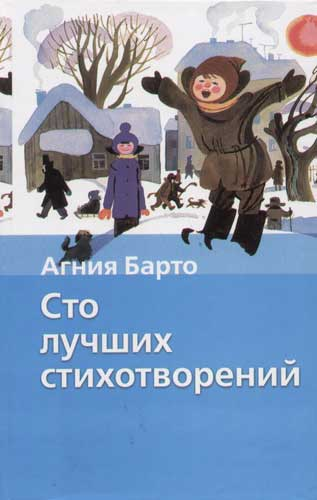 Агния Барто
Сто
лучших
стихотворений